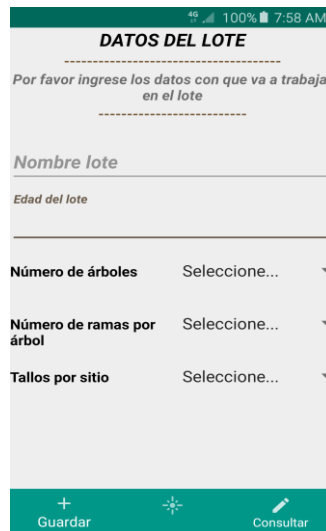 4G 100% 7:58 AM
DATOS DEL LOTE
Por favor ingrese los datos con que va a trabaja
en el lote
Nombre lote
Edad del lote
Número de árboles Seleccione...
Número de ramas por Seleccione...
árbol
Tallos por sitio Seleccione...
Guardar Consultar